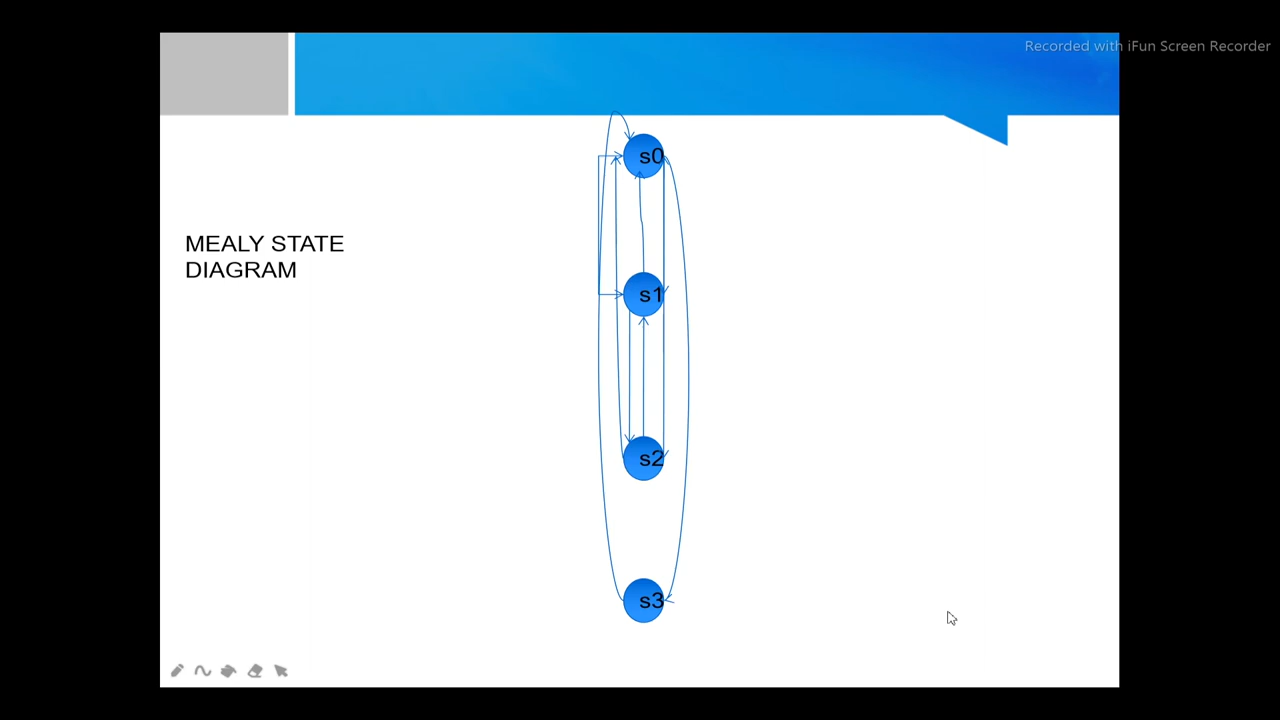 Recorded with iFun Screen Recorder
s0
MEALY STATE
DIAGRAM
s1
s2
s3